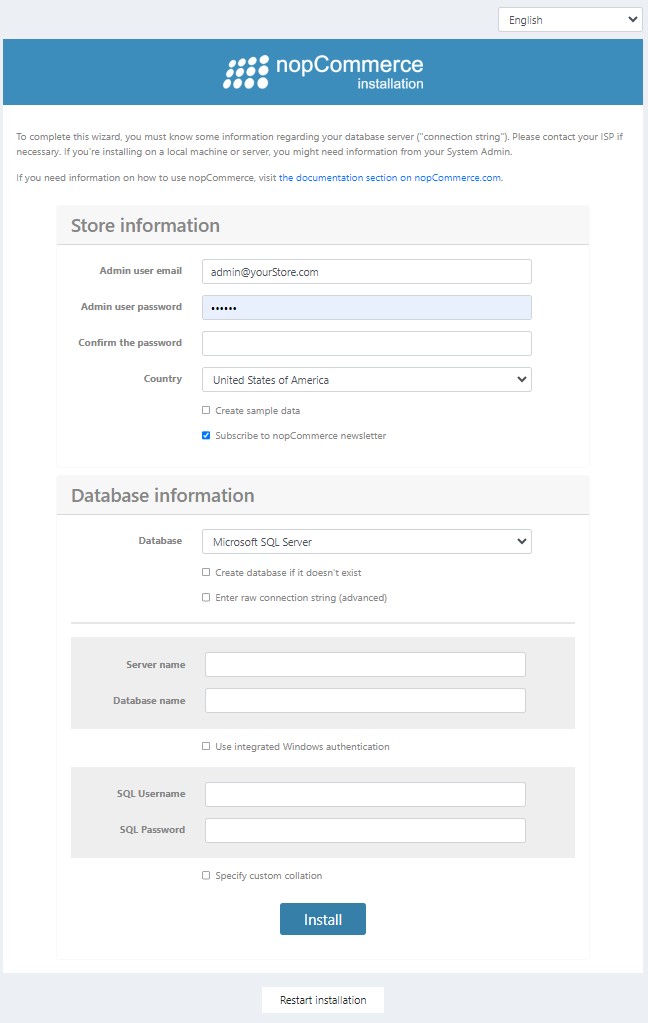 English
nopCommerce
installation
To complete this wizard, you must know some information regarding your database server ("connection string"). Please contact your ISP if
necessary. If you're installing on a local machine or server, you might need information from your System Admin.
If you need information on how to use nopCommerce, visit the documentation section on nopCommerce.com.
Store information
Admin user email admin@yourStore.com
Admin user password ••••••
Confirm the password
Country United States of America
Create sample data
Subscribe to nopCommerce newsletter
Database information
Database Microsoft SQL Server
Create database if it doesn't exist
Enter raw connection string (advanced)
Server name
Database name
Use integrated Windows authentication
SQL Username
SQL Password
Specify custom collation
Install
Restart installation